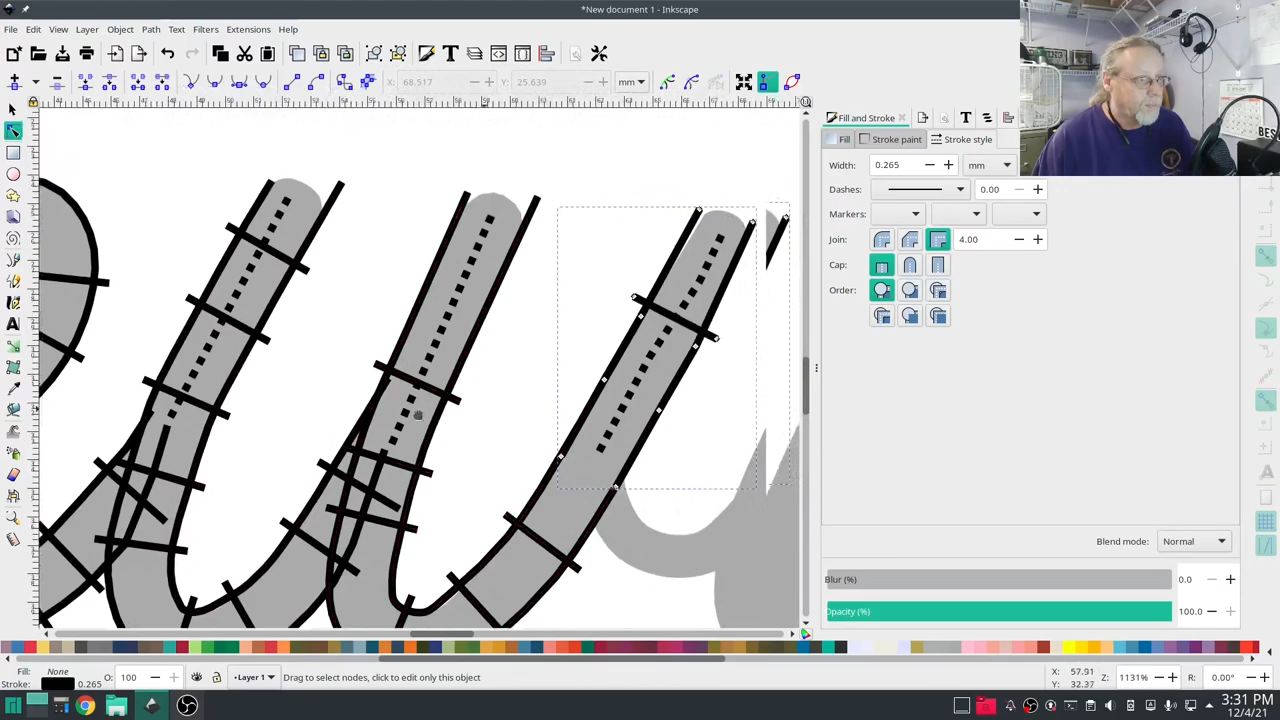 *New document 1 - Inkscape
File Edit View Layer Object Path Text Filters Extensions Help
X: 68.517 Y: 25.639 mm
Fill and Stroke
Fill Stroke paint Stroke style
Width: 0.265 mm
Dashes: 0.00
Markers:
Join: 4.00
Cap:
Order:
Blend mode: Normal
Blur (%) 0.0
Opacity (%) 100.0
Fill: None
Stroke: 0.265
O: 100
Layer 1
Drag to select nodes, click to edit only this object
X: 57.91
Y: 32.37
Z: 1131%
R: 0.00°
3:31 PM
12/4/21